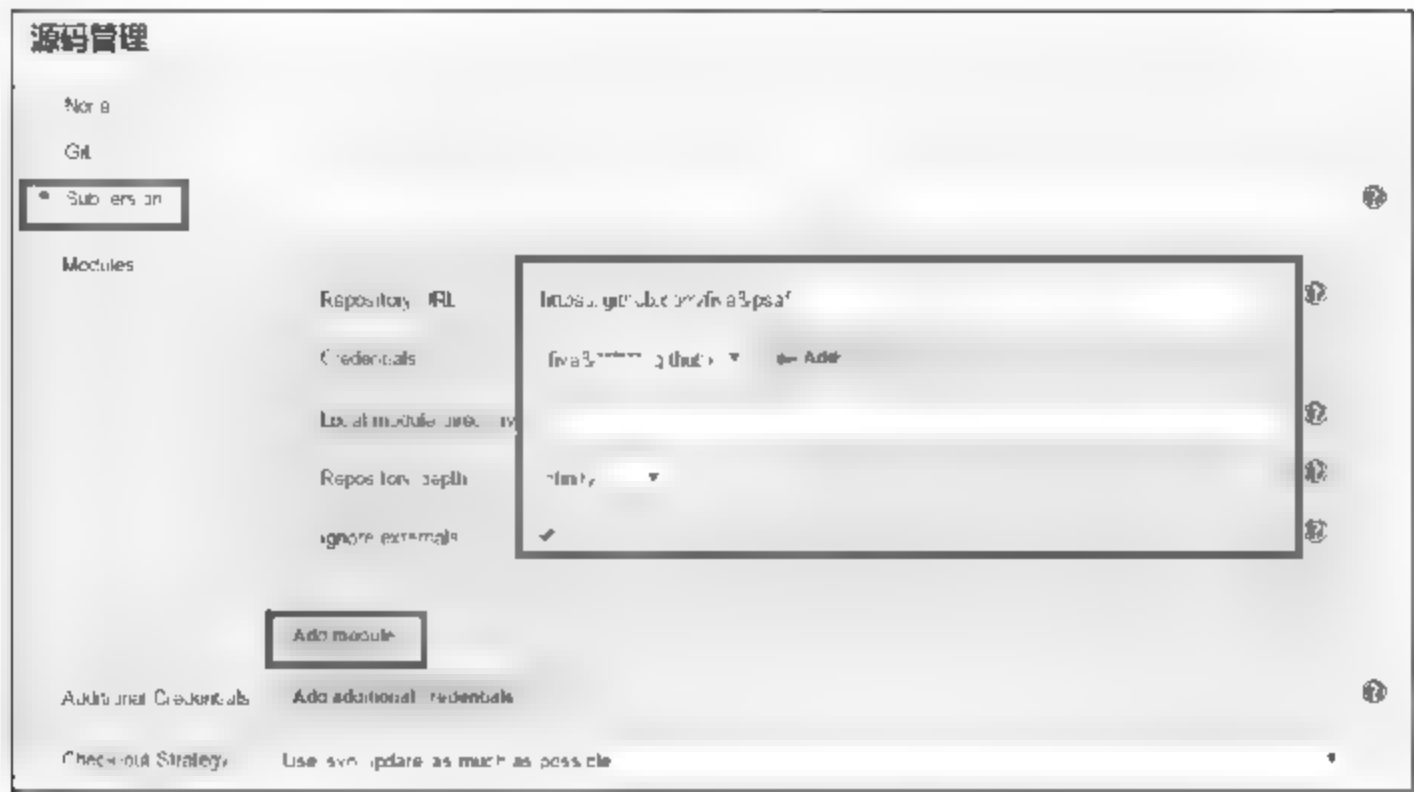 源码管理
None
Git
Subversion
Modules
Repository URL
Credentials Add
Local module directory
Repository depth infinity
Ignore externals
Add module
Additional Credentials Add additional credentials
Check-out Strategy Use svn update as much as possible